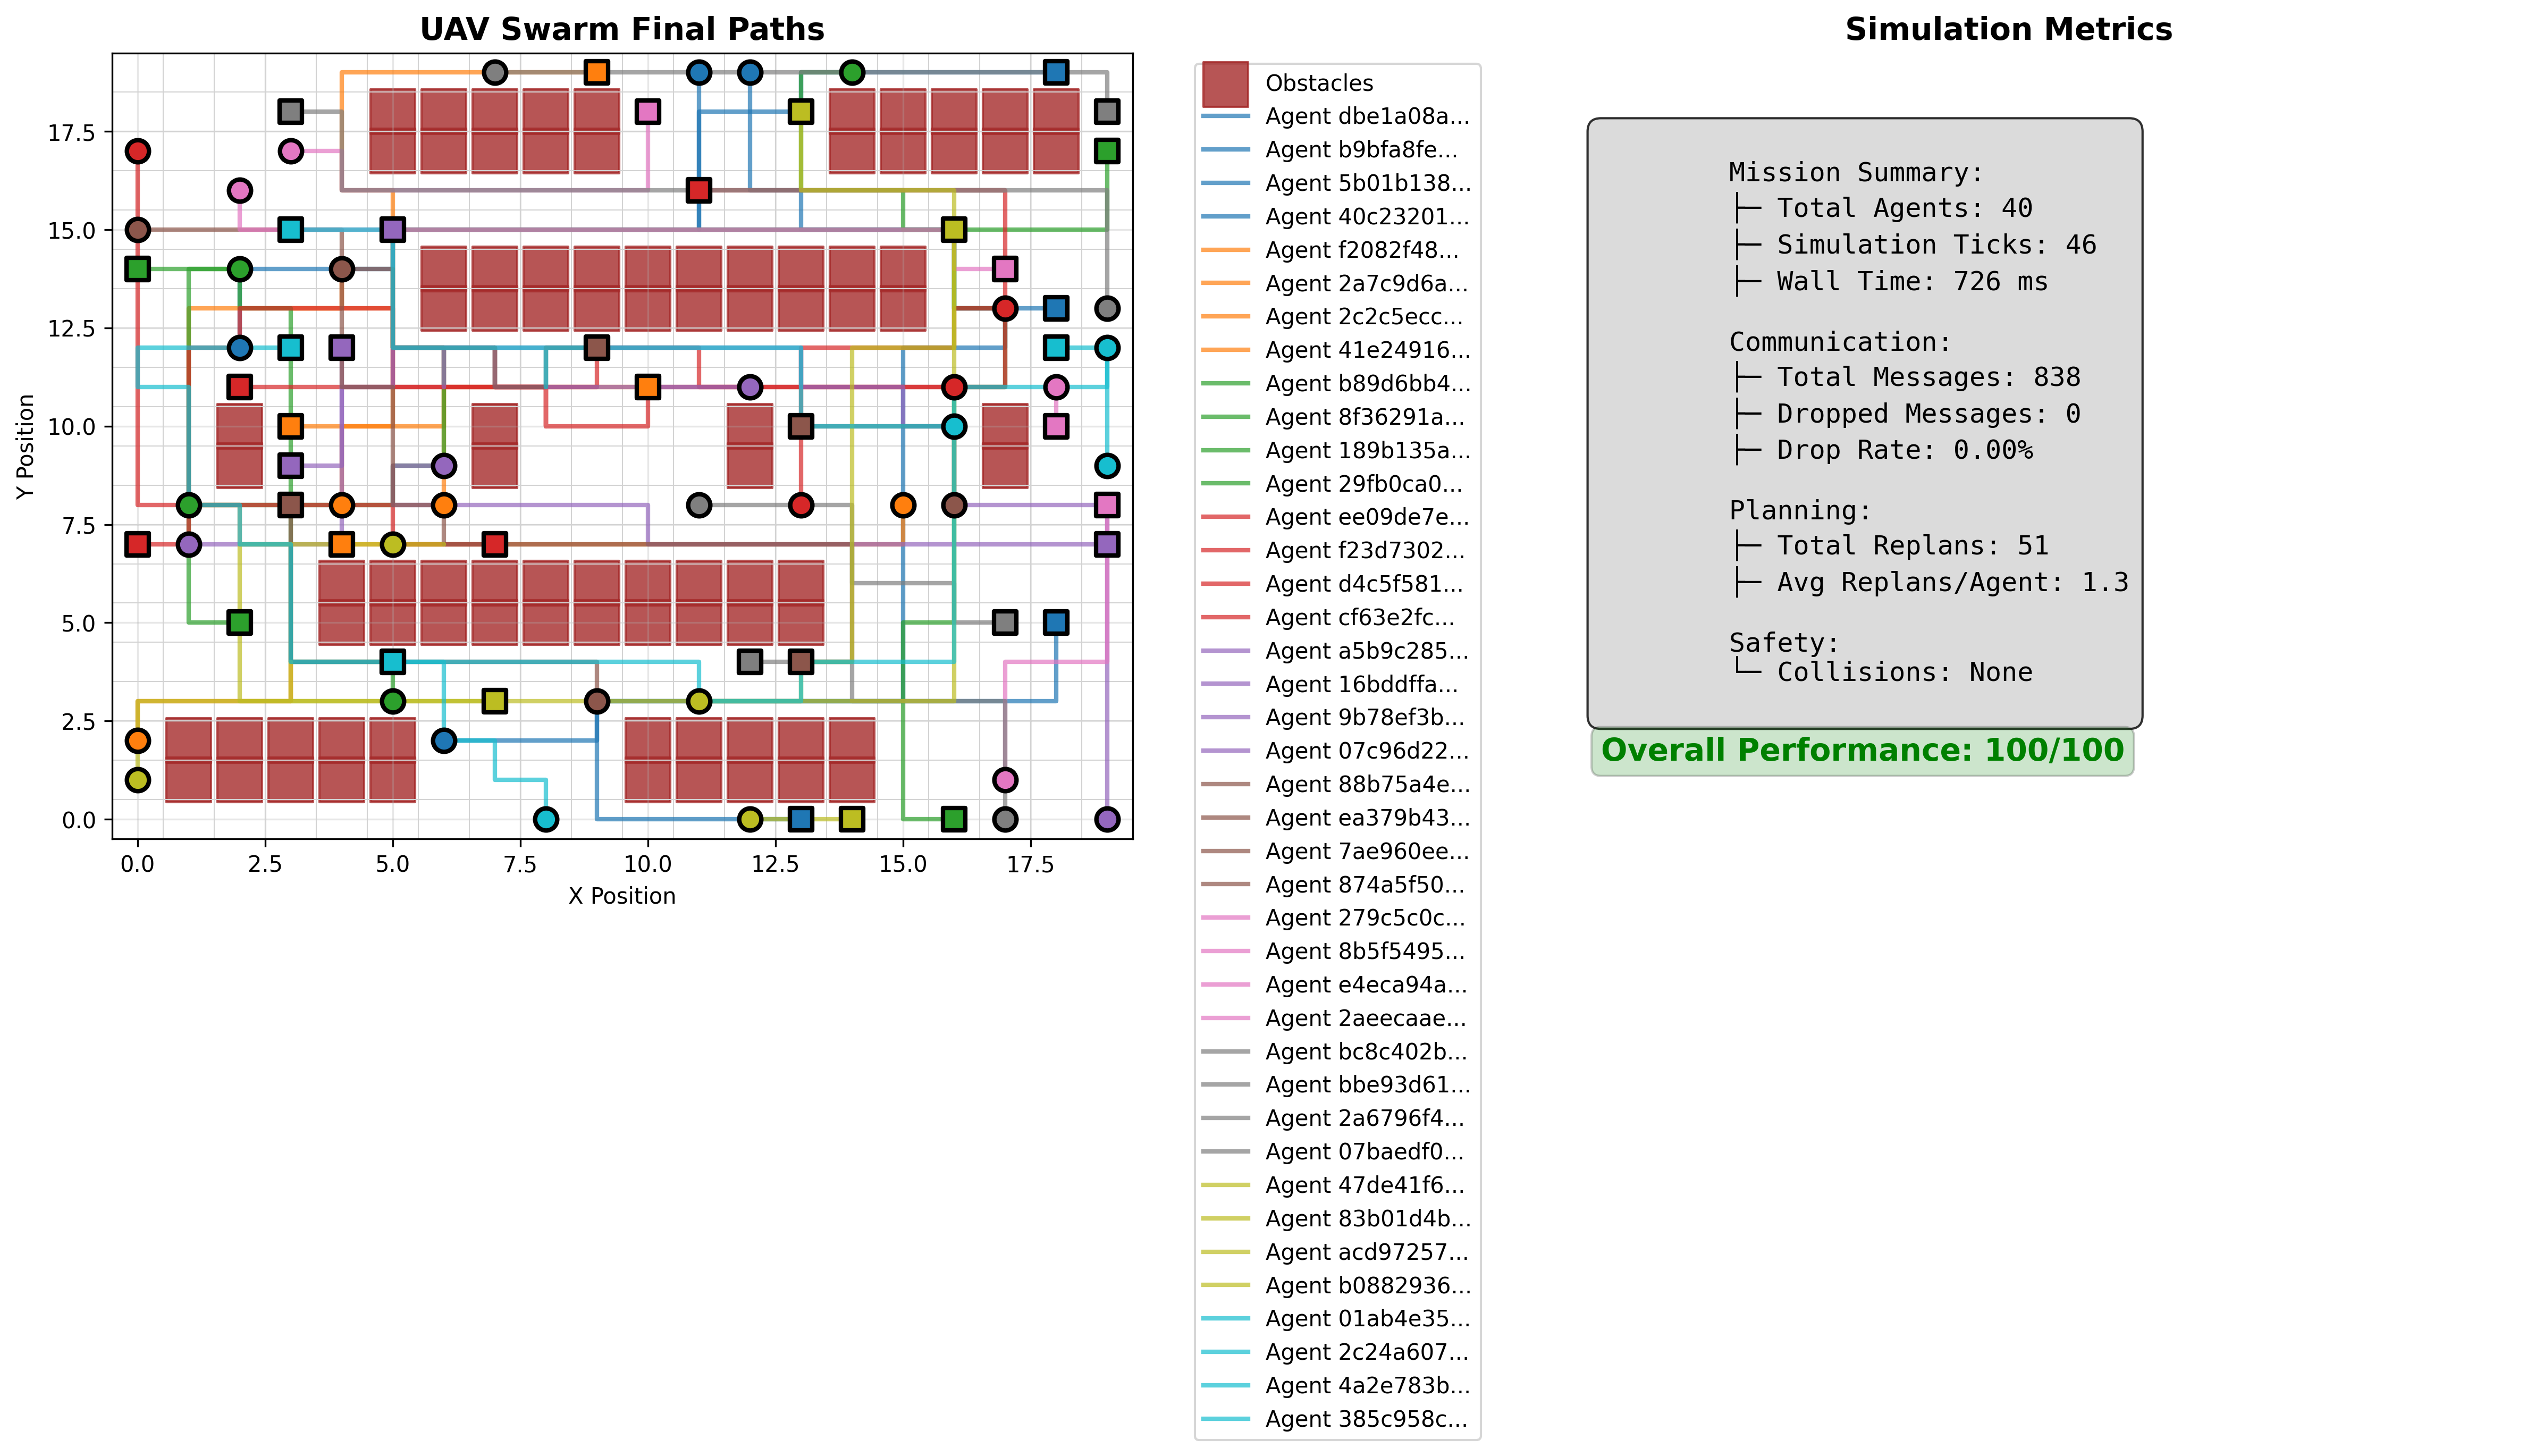 UAV Swarm Final Paths
17.5
15.0
12.5
10.0
7.5
5.0
2.5
0.0
Y Position
0.0 2.5 5.0 7.5 10.0 12.5 15.0 17.5
X Position
Obstacles
Agent dbe1a08a...
Agent b9bfa8fe...
Agent 5b01b138...
Agent 40c23201...
Agent f2082f48...
Agent 2a7c9d6a...
Agent 2c2c5ecc...
Agent 41e24916...
Agent b89d6bb4...
Agent 8f36291a...
Agent 189b135a...
Agent 29fb0ca0...
Agent ee09de7e...
Agent f23d7302...
Agent d4c5f581...
Agent cf63e2fc...
Agent a5b9c285...
Agent 16bddffa...
Agent 9b78ef3b...
Agent 07c96d22...
Agent 88b75a4e...
Agent ea379b43...
Agent 7ae960ee...
Agent 874a5f50...
Agent 279c5c0c...
Agent 8b5f5495...
Agent e4eca94a...
Agent 2aeecaae...
Agent bc8c402b...
Agent bbe93d61...
Agent 2a6796f4...
Agent 07baedf0...
Agent 47de41f6...
Agent 83b01d4b...
Agent acd97257...
Agent b0882936...
Agent 01ab4e35...
Agent 2c24a607...
Agent 4a2e783b...
Agent 385c958c...
Simulation Metrics
Mission Summary:
├─ Total Agents: 40
├─ Simulation Ticks: 46
├─ Wall Time: 726 ms
Communication:
├─ Total Messages: 838
├─ Dropped Messages: 0
├─ Drop Rate: 0.00%
Planning:
├─ Total Replans: 51
├─ Avg Replans/Agent: 1.3
Safety:
└─ Collisions: None
Overall Performance: 100/100